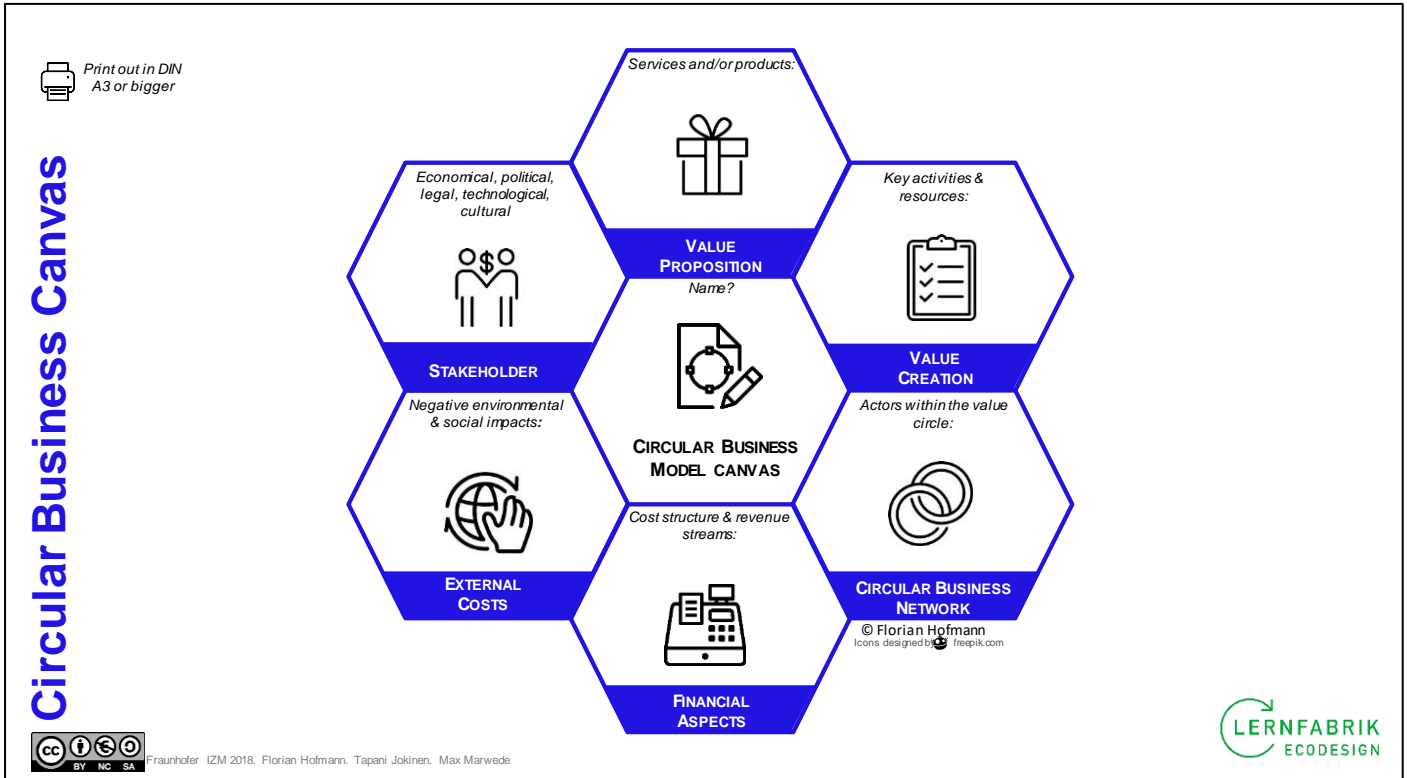 Print out in DIN
A3 or bigger
Circular Business Canvas
Services and/or products:
VALUE
PROPOSITION
Economical, political,
legal, technological,
cultural
$
STAKEHOLDER
Key activities &
resources:
VALUE
CREATION
Name?
CIRCULAR BUSINESS
MODEL CANVAS
Negative environmental
& social impacts:
EXTERNAL
COSTS
Actors within the value
circle:
CIRCULAR BUSINESS
NETWORK
Cost structure & revenue
streams:
FINANCIAL
ASPECTS
© Florian Hofmann
Icons designed by freepik.com
cc
BY NC SA
Fraunhofer IZM 2018. Florian Hofmann. Tapani Jokinen. Max Marwede
LERNFABRIK
ECODESIGN